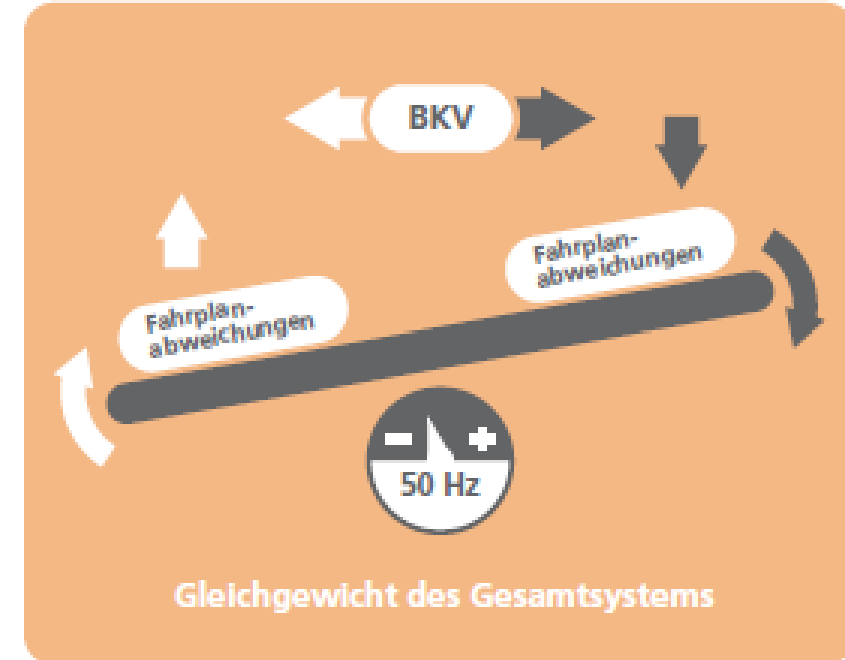 BKV
Fahrplan-
abweichungen
Fahrplan-
abweichungen
50 Hz
Gleichgewicht des Gesamtsystems